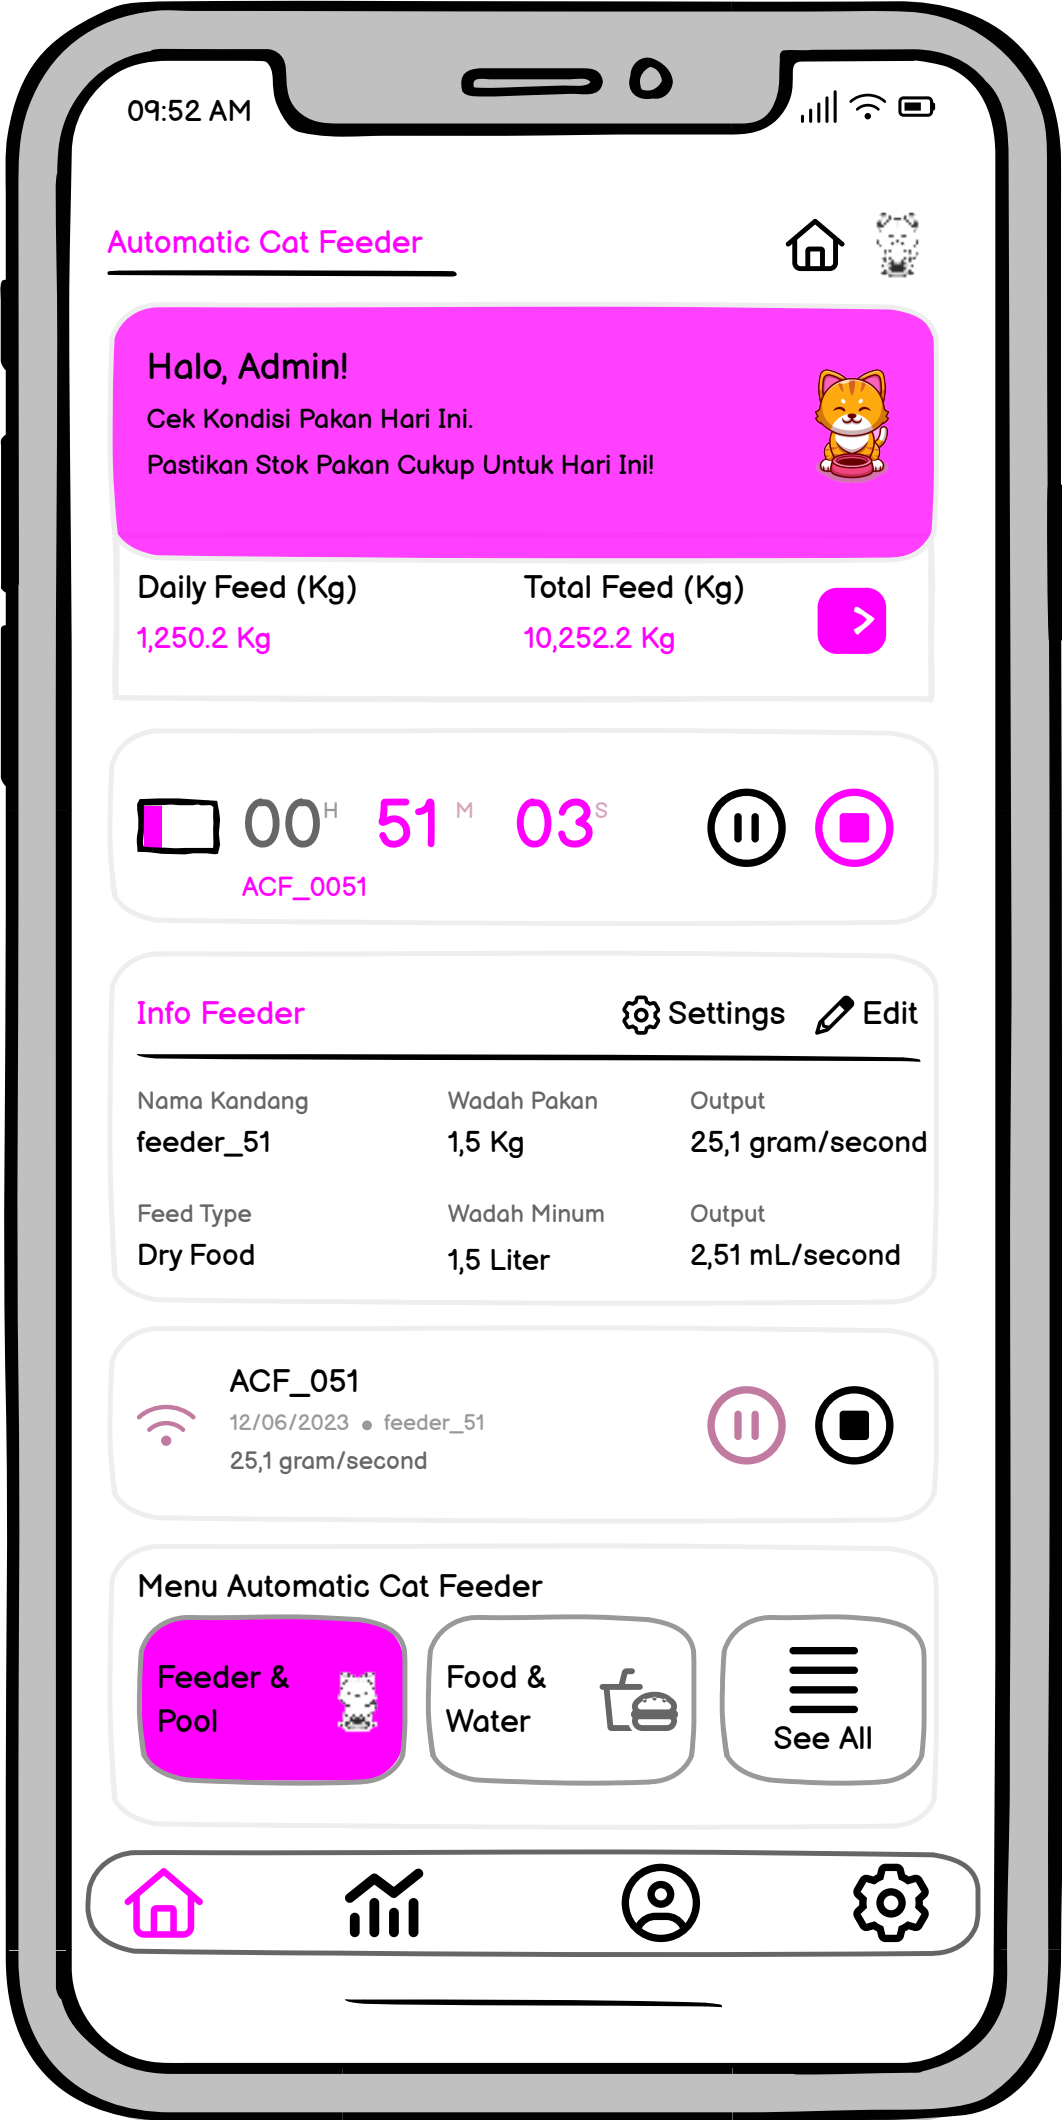 09:52 AM
Automatic Cat Feeder
Halo, Admin!
Cek Kondisi Pakan Hari Ini.
Pastikan Stok Pakan Cukup Untuk Hari Ini!
Daily Feed (Kg) Total Feed (Kg)
1,250.2 Kg 10,252.2 Kg
00 H 51 M 03 S
ACF_0051
Info Feeder Settings Edit
Nama Kandang Wadah Pakan Output
feeder_51 1,5 Kg 25,1 gram/second
Feed Type Wadah Minum Output
Dry Food 1,5 Liter 2,51 mL/second
ACF_051
12/06/2023 ● feeder_51
25,1 gram/second
Menu Automatic Cat Feeder
Feeder &
Pool
Food &
Water
See All